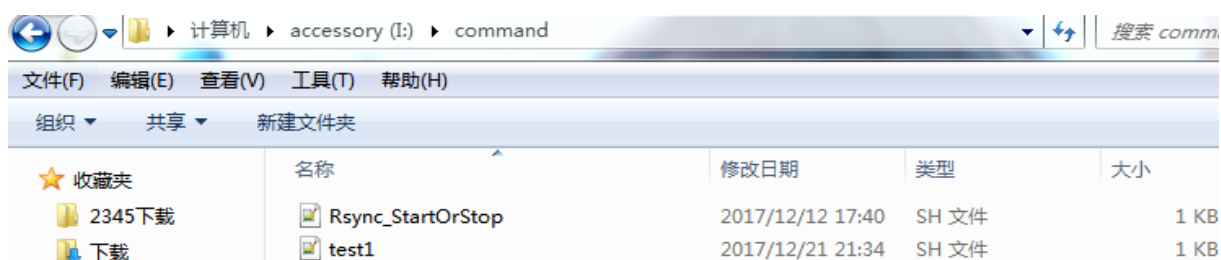 计算机 accessory (I:) command 搜索 comm
文件(F) 编辑(E) 查看(V) 工具(T) 帮助(H)
组织 共享 新建文件夹
收藏夹 名称 修改日期 类型 大小
2345下载 Rsync_StartOrStop 2017/12/12 17:40 SH 文件 1 KB
下载 test1 2017/12/21 21:34 SH 文件 1 KB